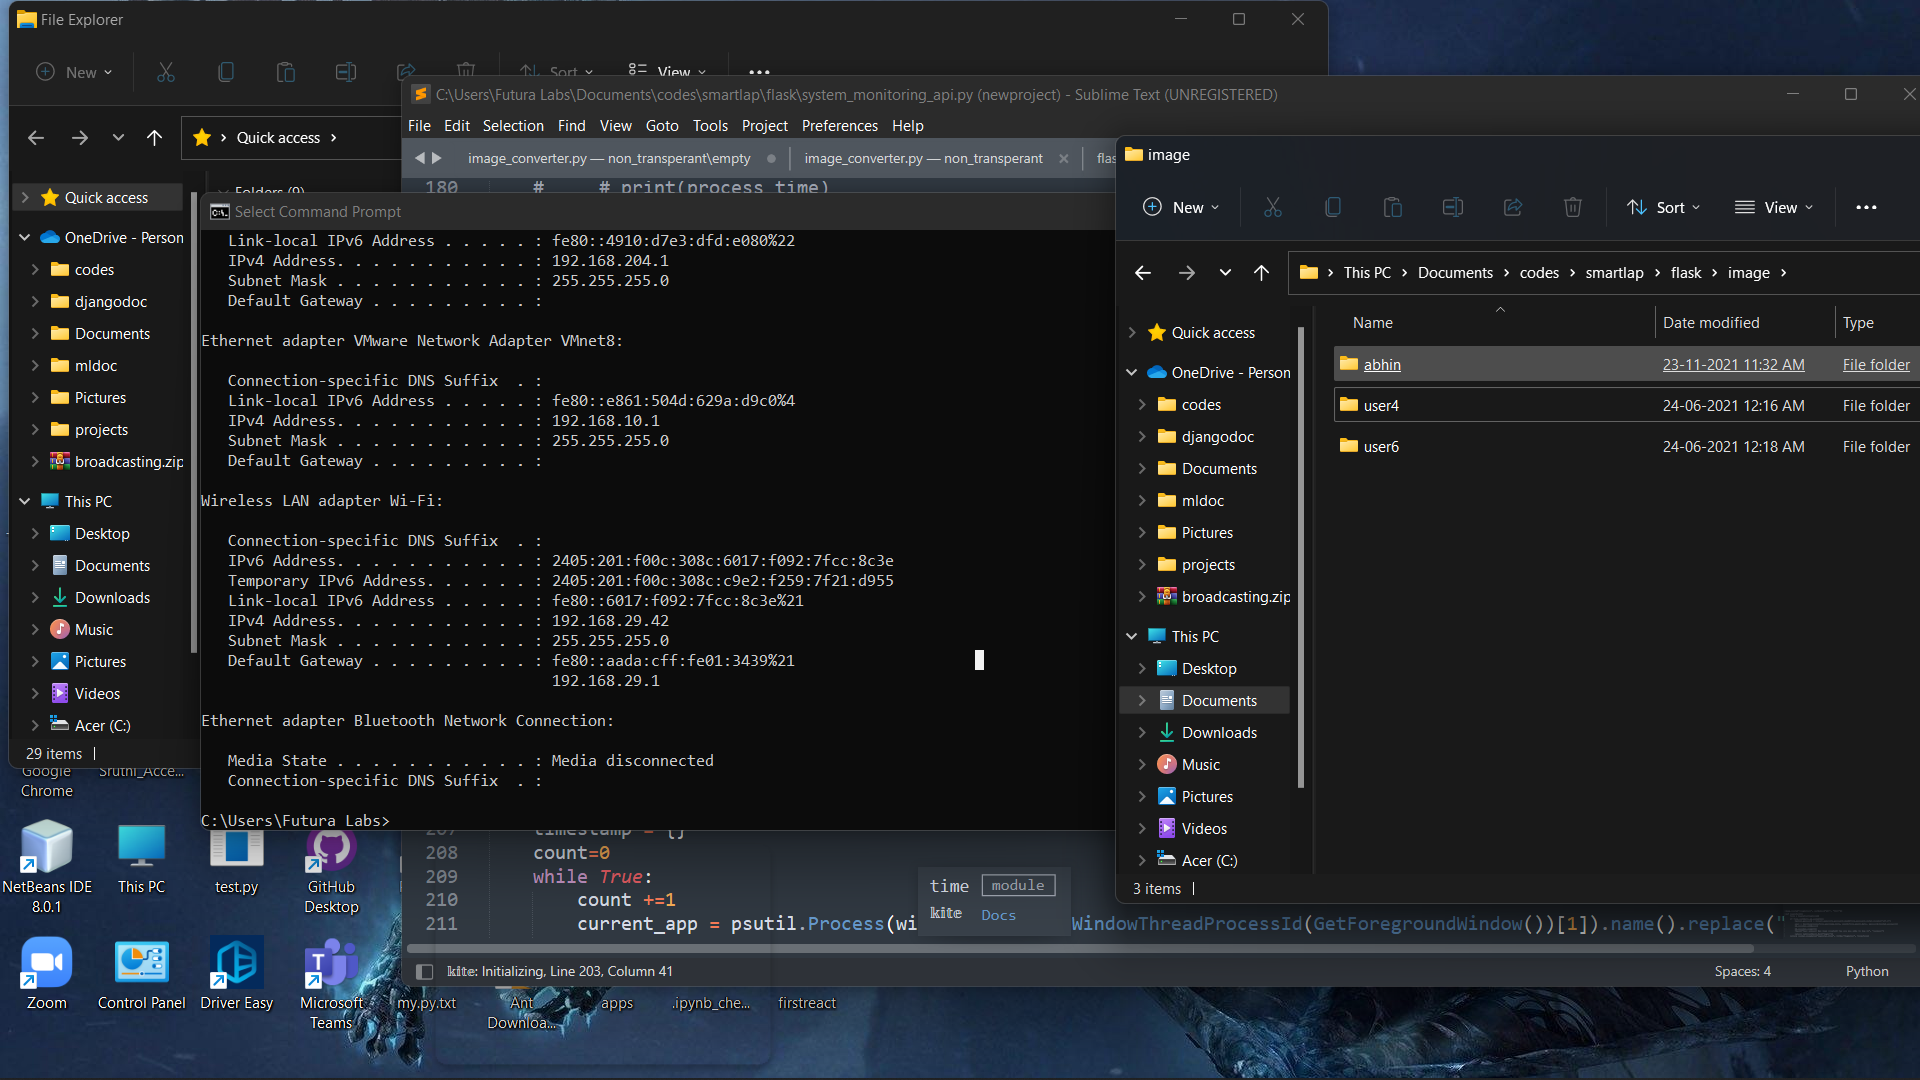 File Explorer
New
Sort
View
Quick access
Folders (9)
Quick access
OneDrive - Person
codes
djangodoc
Documents
mldoc
Pictures
projects
broadcasting.zip
This PC
Desktop
Documents
Downloads
Music
Pictures
Videos
Acer (C:)
29 items
C:\Users\Futura Labs\Documents\codes\smartlap\flask\system_monitoring_api.py (newproject) - Sublime Text (UNREGISTERED)
File Edit Selection Find View Goto Tools Project Preferences Help
image_converter.py — non_transperant\empty
image_converter.py — non_transperant
flas
180 # # print(process_time)
Select Command Prompt
Link-local IPv6 Address . . . . . : fe80::4910:d7e3:dfd:e080%22
IPv4 Address. . . . . . . . . . . : 192.168.204.1
Subnet Mask . . . . . . . . . . . : 255.255.255.0
Default Gateway . . . . . . . . . :
Ethernet adapter VMware Network Adapter VMnet8:
Connection-specific DNS Suffix . :
Link-local IPv6 Address . . . . . : fe80::e861:504d:629a:d9c0%4
IPv4 Address. . . . . . . . . . . : 192.168.10.1
Subnet Mask . . . . . . . . . . . : 255.255.255.0
Default Gateway . . . . . . . . . :
Wireless LAN adapter Wi-Fi:
Connection-specific DNS Suffix . :
IPv6 Address. . . . . . . . . . . : 2405:201:f00c:308c:6017:f092:7fcc:8c3e
Temporary IPv6 Address. . . . . . : 2405:201:f00c:308c:c9e2:f259:7f21:d955
Link-local IPv6 Address . . . . . : fe80::6017:f092:7fcc:8c3e%21
IPv4 Address. . . . . . . . . . . : 192.168.29.42
Subnet Mask . . . . . . . . . . . : 255.255.255.0
Default Gateway . . . . . . . . . : fe80::aada:cff:fe01:3439%21
192.168.29.1
Ethernet adapter Bluetooth Network Connection:
Media State . . . . . . . . . . . : Media disconnected
Connection-specific DNS Suffix . :
C:\Users\Futura Labs>
207 timestamp = {}
208 count=0
209 while True:
210 count +=1
211 current_app = psutil.Process(wi
WindowThreadProcessId(GetForegroundWindow())[1]).name().replace("
time module
kite Docs
kite: Initializing, Line 203, Column 41
Spaces: 4
Python
image
New
Sort
View
This PC
Documents
codes
smartlap
flask
image
Name Date modified Type
abhin 23-11-2021 11:32 AM File folder
user4 24-06-2021 12:16 AM File folder
user6 24-06-2021 12:18 AM File folder
Quick access
OneDrive - Person
codes
djangodoc
Documents
mldoc
Pictures
projects
broadcasting.zip
This PC
Desktop
Documents
Downloads
Music
Pictures
Videos
Acer (C:)
3 items
Google Chrome
Sruthi_Acce...
NetBeans IDE 8.0.1
This PC
test.py
GitHub Desktop
Zoom
Control Panel
Driver Easy
Microsoft Teams
my.py.txt
Ant Downloa...
apps
.ipynb_che...
firstreact